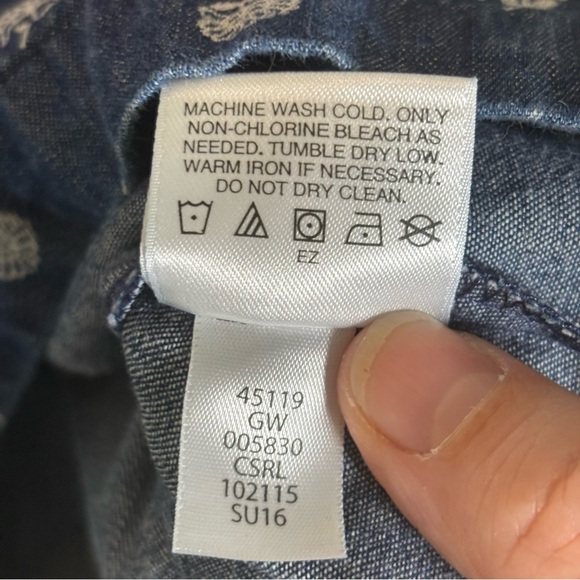 MACHINE WASH COLD. ONLY
NON-CHLORINE BLEACH AS
NEEDED. TUMBLE DRY LOW.
WARM IRON IF NECESSARY.
DO NOT DRY CLEAN.
EZ
45119
GW
005830
CSRL
102115
SU16